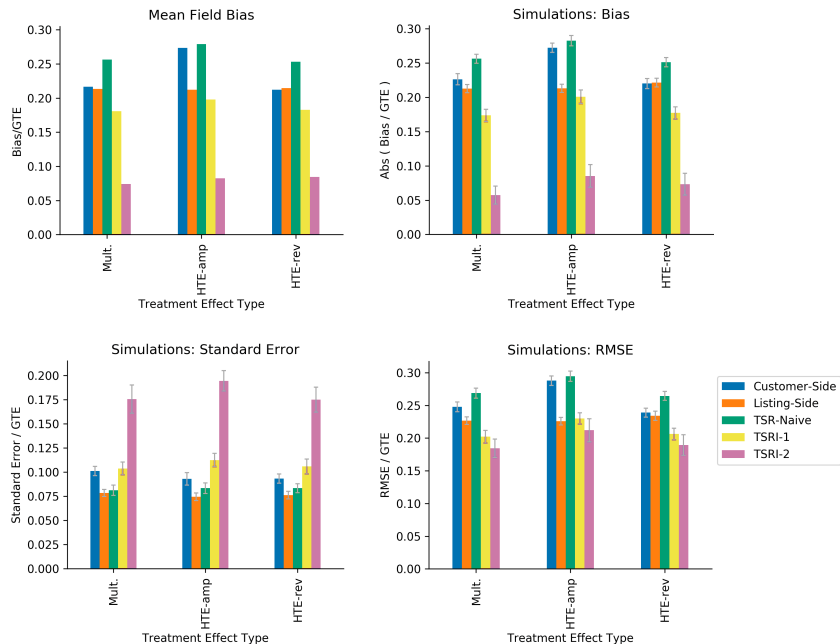 Mean Field Bias
Bias/GTE
0.30
0.25
0.20
0.15
0.10
0.05
0.00
Mult.
HTE-amp
HTE-rev
Treatment Effect Type
Simulations: Bias
Abs ( Bias / GTE )
0.30
0.25
0.20
0.15
0.10
0.05
0.00
Mult.
HTE-amp
HTE-rev
Treatment Effect Type
Simulations: Standard Error
Standard Error / GTE
0.200
0.175
0.150
0.125
0.100
0.075
0.050
0.025
0.000
Mult.
HTE-amp
HTE-rev
Treatment Effect Type
Simulations: RMSE
RMSE / GTE
0.30
0.25
0.20
0.15
0.10
0.05
0.00
Mult.
HTE-amp
HTE-rev
Treatment Effect Type
Customer-Side
Listing-Side
TSR-Naive
TSRI-1
TSRI-2